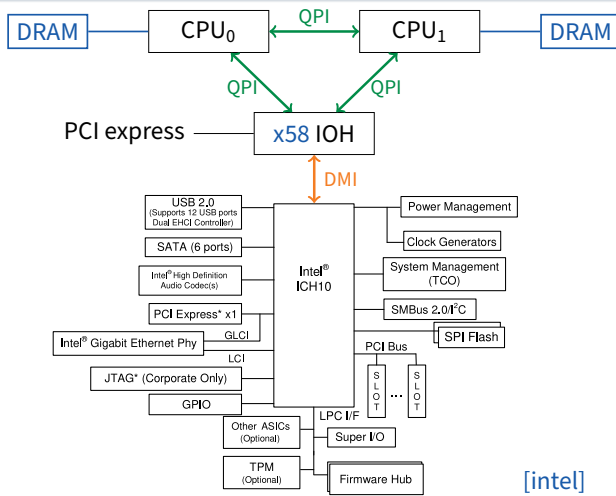 DRAM
CPU0
QPI
CPU1
DRAM
QPI
QPI
PCI express
x58 IOH
DMI
USB 2.0
(Supports 12 USB ports
Dual EHCI Controller)
Power Management
SATA (6 ports)
Clock Generators
Intel® High Definition
Audio Codec(s)
Intel®
ICH10
System Management
(TCO)
PCI Express* x1
SMBus 2.0/I²C
GLCI
SPI Flash
Intel® Gigabit Ethernet Phy
LCI
PCI Bus
JTAG* (Corporate Only)
SLOT
...
SLOT
GPIO
LPC I/F
Other ASICs
(Optional)
Super I/O
TPM
(Optional)
Firmware Hub
[intel]